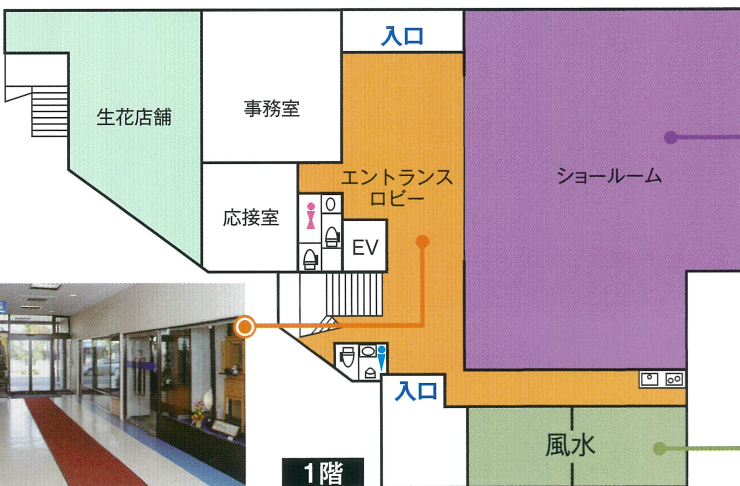 入口
生花店舗
事務室
エントランス
ロビー
ショールーム
応接室
EV
入口
風水
1階